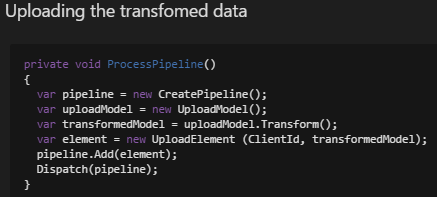 Uploading the transfomed data
private void ProcessPipeline()
{
  var pipeline = new CreatePipeline();
  var uploadModel = new UploadModel();
  var transformedModel = uploadModel.Transform();
  var element = new UploadElement (ClientId, transformedModel);
  pipeline.Add(element);
  Dispatch(pipeline);
}